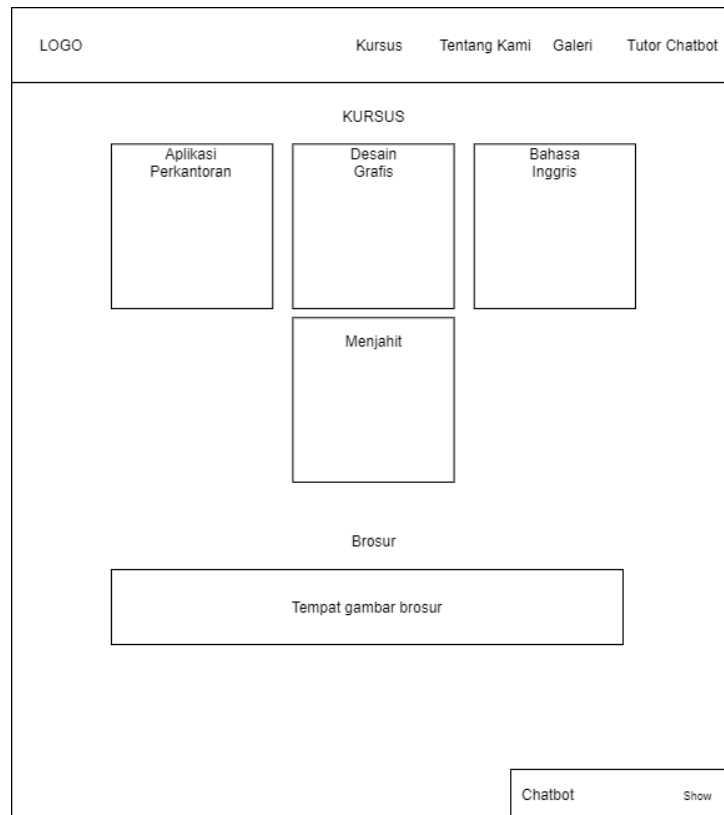 LOGO Kursus Tentang Kami Galeri Tutor Chatbot
KURSUS
Aplikasi
Perkantoran
Desain
Grafis
Bahasa
Inggris
Menjahit
Brosur
Tempat gambar brosur
Chatbot Show